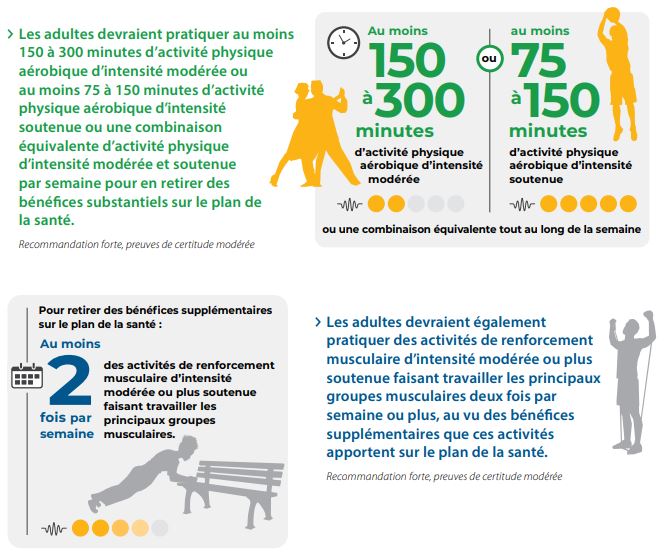 > Les adultes devraient pratiquer au moins
150 à 300 minutes d’activité physique
aérobique d’intensité modérée ou
au moins 75 à 150 minutes d’activité
physique aérobique d’intensité
soutenue ou une combinaison
équivalente d’activité physique
d’intensité modérée et soutenue
par semaine pour en retirer des
bénéfices substantiels sur le plan de
la santé.
Recommandation forte, preuves de certitude modérée
Au moins
150
à 300
minutes
d’activité physique
aérobique d’intensité
modérée
ou
au moins
75
à 150
minutes
d’activité physique
aérobique d’intensité
soutenue
ou une combinaison équivalente tout au long de la semaine
Pour retirer des bénéfices supplémentaires
sur le plan de la santé :
Au moins
2
fois par
semaine
des activités de renforcement
musculaire d’intensité
modérée ou plus soutenue
faisant travailler les
principaux groupes
musculaires.
> Les adultes devraient également
pratiquer des activités de renforcement
musculaire d’intensité modérée ou plus
soutenue faisant travailler les principaux
groupes musculaires deux fois par
semaine ou plus, au vu des bénéfices
supplémentaires que ces activités
apportent sur le plan de la santé.
Recommandation forte, preuves de certitude modérée